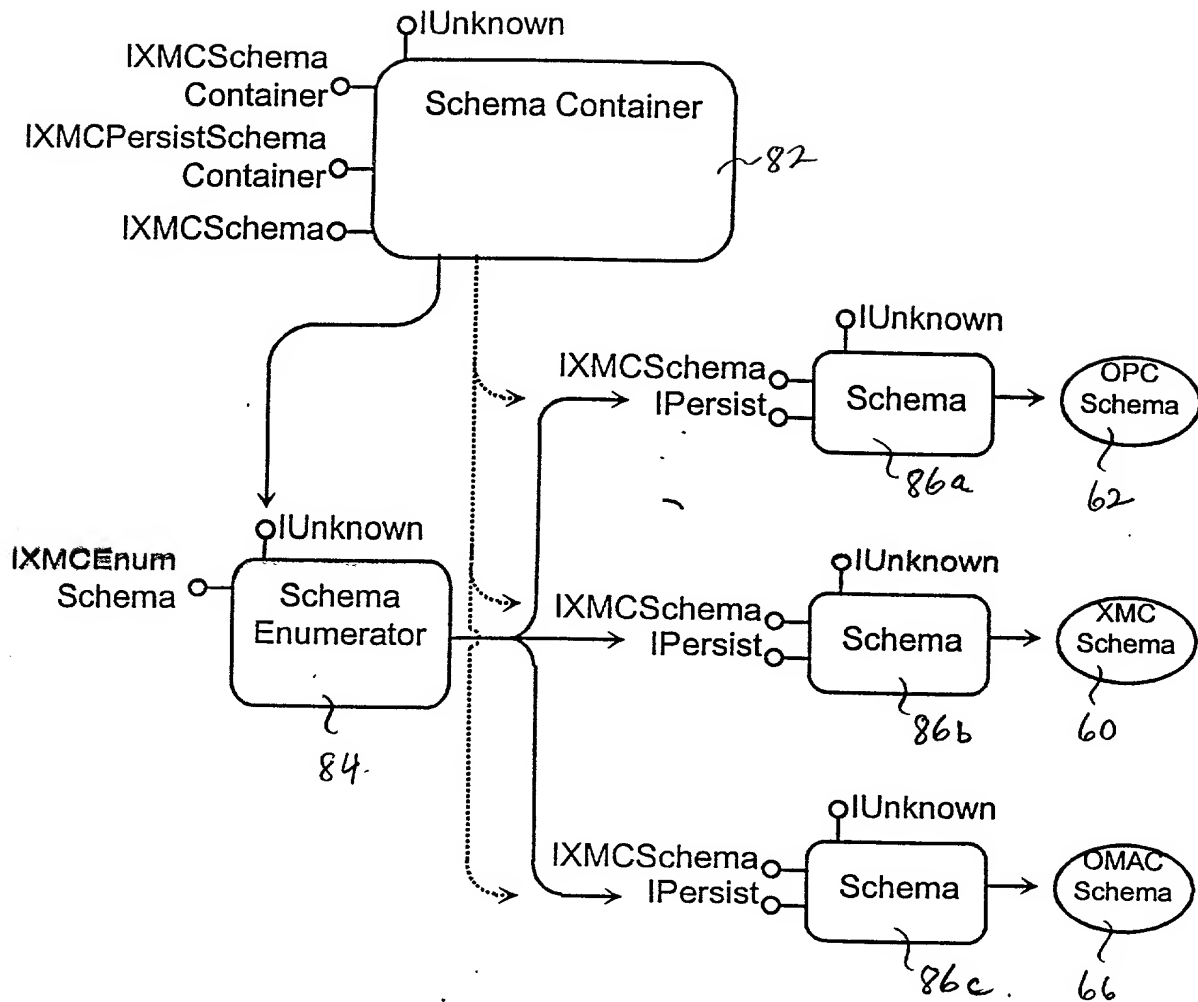 IUnknown
IXMCSchema
Container
Schema Container
IXMCPersistSchema
Container
82
IXMCSchema
IUnknown
IXMCSchema
IPersist
Schema
OPC
Schema
86a
62
IUnknown
IXMCEnum
Schema
Schema
Enumerator
84.
IUnknown
IXMCSchema
IPersist
Schema
XMC
Schema
86b
60
IUnknown
IXMCSchema
IPersist
Schema
OMAC
Schema
86c.
66